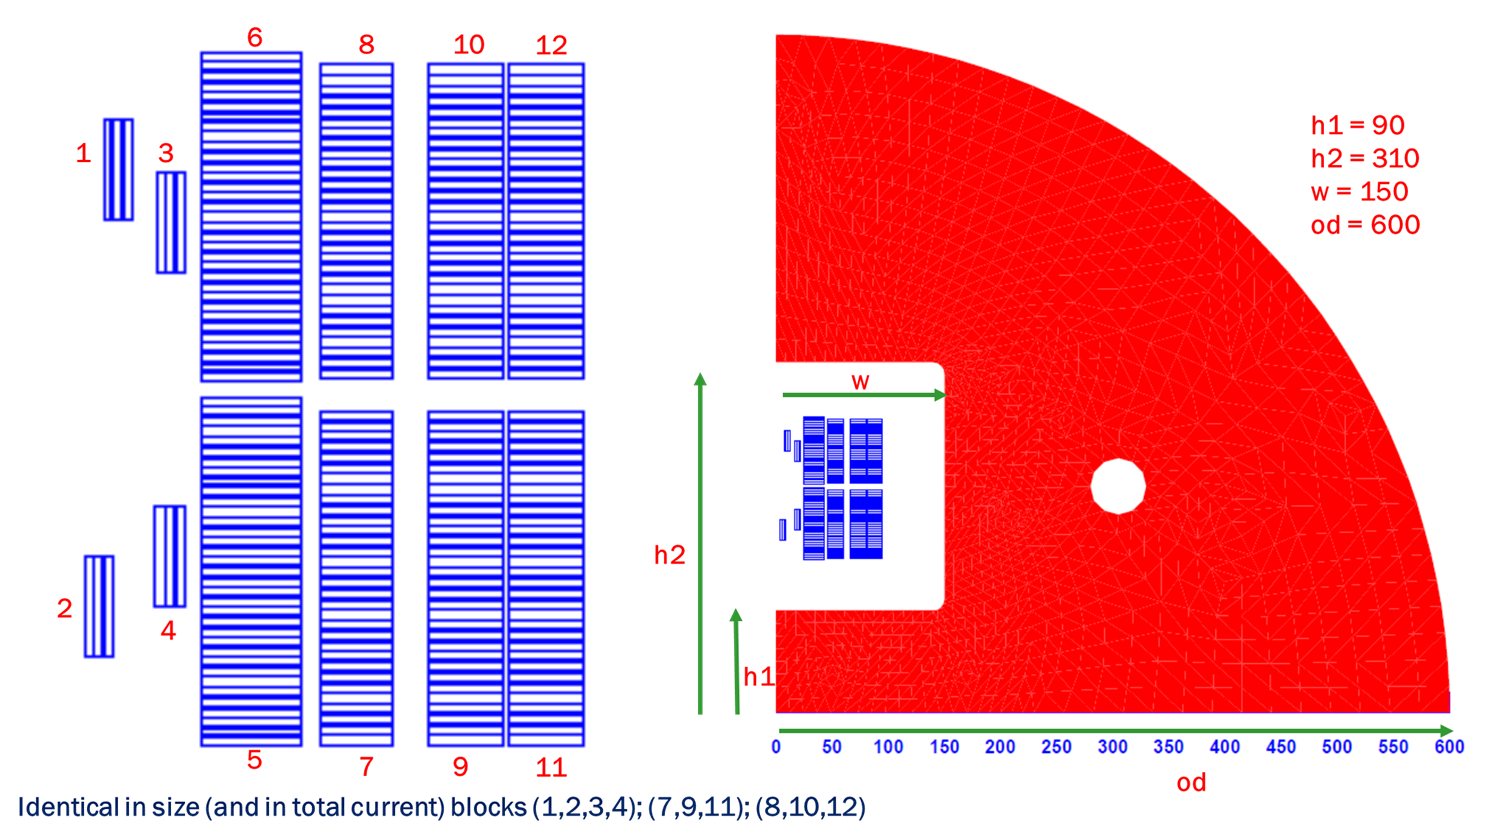 6
8
10
12
1
3
2
4
5
7
9
11
h1 = 90
h2 = 310
w = 150
od = 600
w
h2
h1
0 50 100 150 200 250 300 350 400 450 500 550 600
od
Identical in size (and in total current) blocks (1,2,3,4); (7,9,11); (8,10,12)